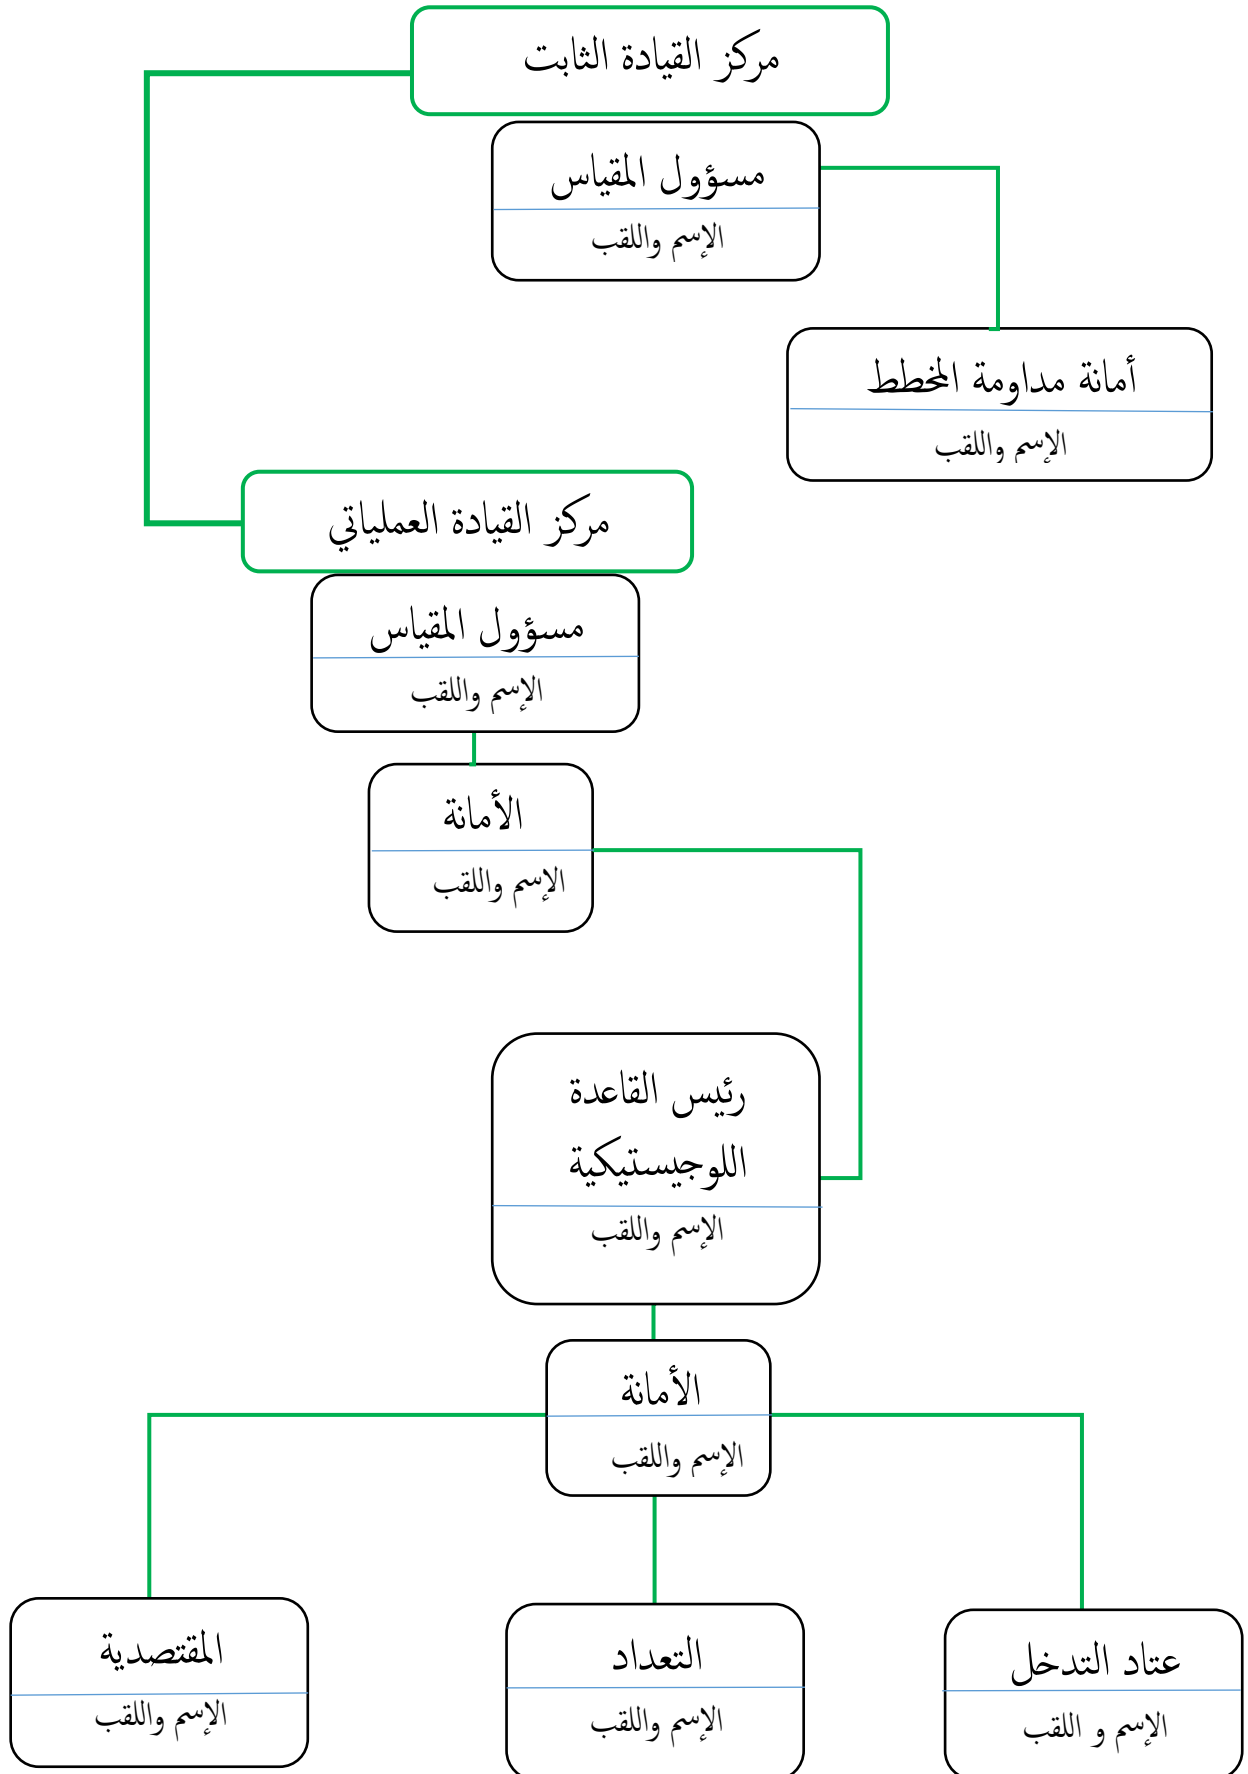 مركز القيادة الثابت
مسؤول المقياس
الإسم واللقب
أمانة مداومة المخطط
الإسم واللقب
مركز القيادة العملياتي
مسؤول المقياس
الإسم واللقب
الأمانة
الإسم واللقب
رئيس القاعدة
اللوجيستيكية
الإسم واللقب
الأمانة
الإسم واللقب
عتاد التدخل
الإسم و اللقب
التعداد
الإسم واللقب
المقتصدية
الإسم واللقب